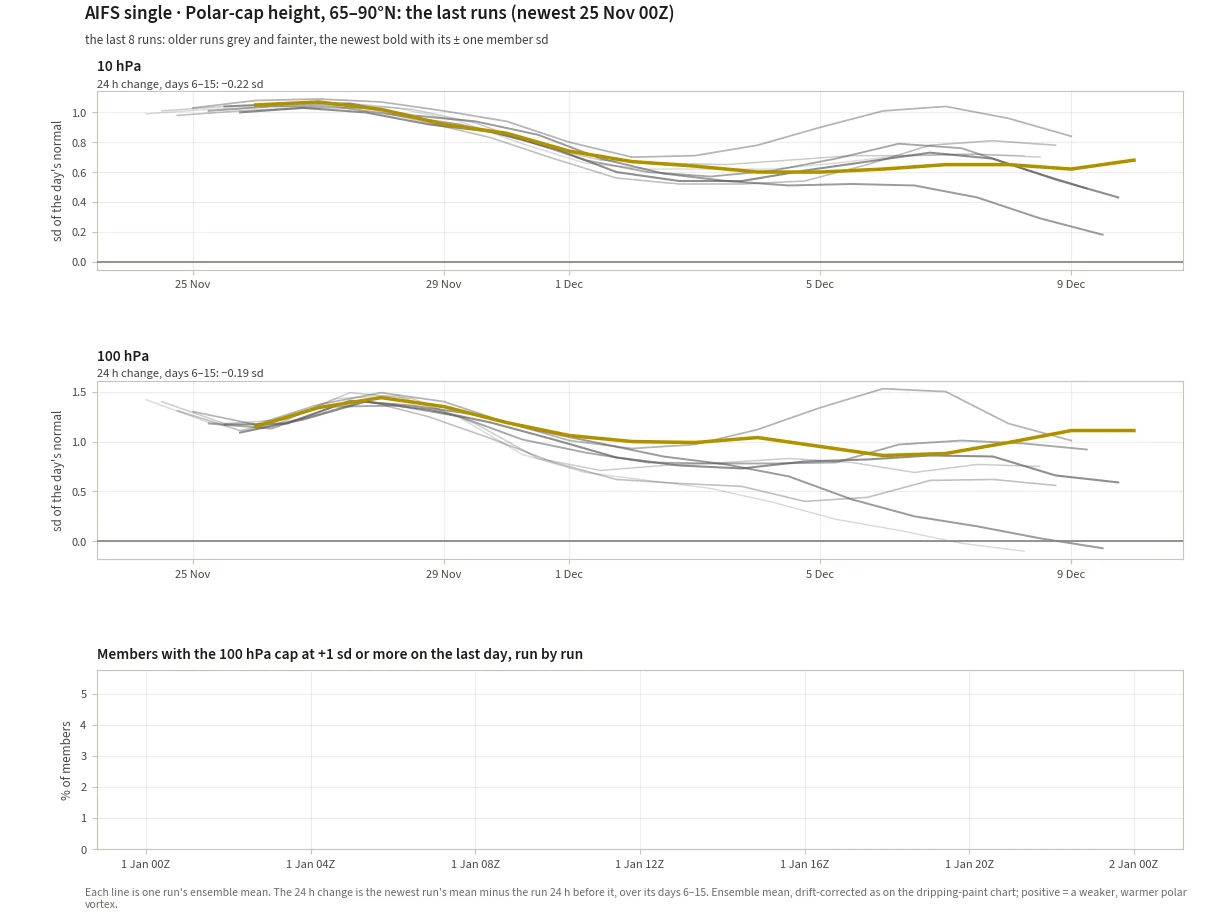 AIFS single · Polar-cap height, 65–90°N: the last runs (newest 25 Nov 00Z)
the last 8 runs: older runs grey and fainter, the newest bold with its ± one member sd
10 hPa
24 h change, days 6–15: −0.22 sd
sd of the day's normal
1.0
0.8
0.6
0.4
0.2
0.0
25 Nov
29 Nov
1 Dec
5 Dec
9 Dec
100 hPa
24 h change, days 6–15: −0.19 sd
sd of the day's normal
1.5
1.0
0.5
0.0
25 Nov
29 Nov
1 Dec
5 Dec
9 Dec
Members with the 100 hPa cap at +1 sd or more on the last day, run by run
% of members
5
4
3
2
1
0
1 Jan 00Z
1 Jan 04Z
1 Jan 08Z
1 Jan 12Z
1 Jan 16Z
1 Jan 20Z
2 Jan 00Z
Each line is one run's ensemble mean. The 24 h change is the newest run's mean minus the run 24 h before it, over its days 6–15. Ensemble mean, drift-corrected as on the dripping-paint chart; positive = a weaker, warmer polar
vortex.